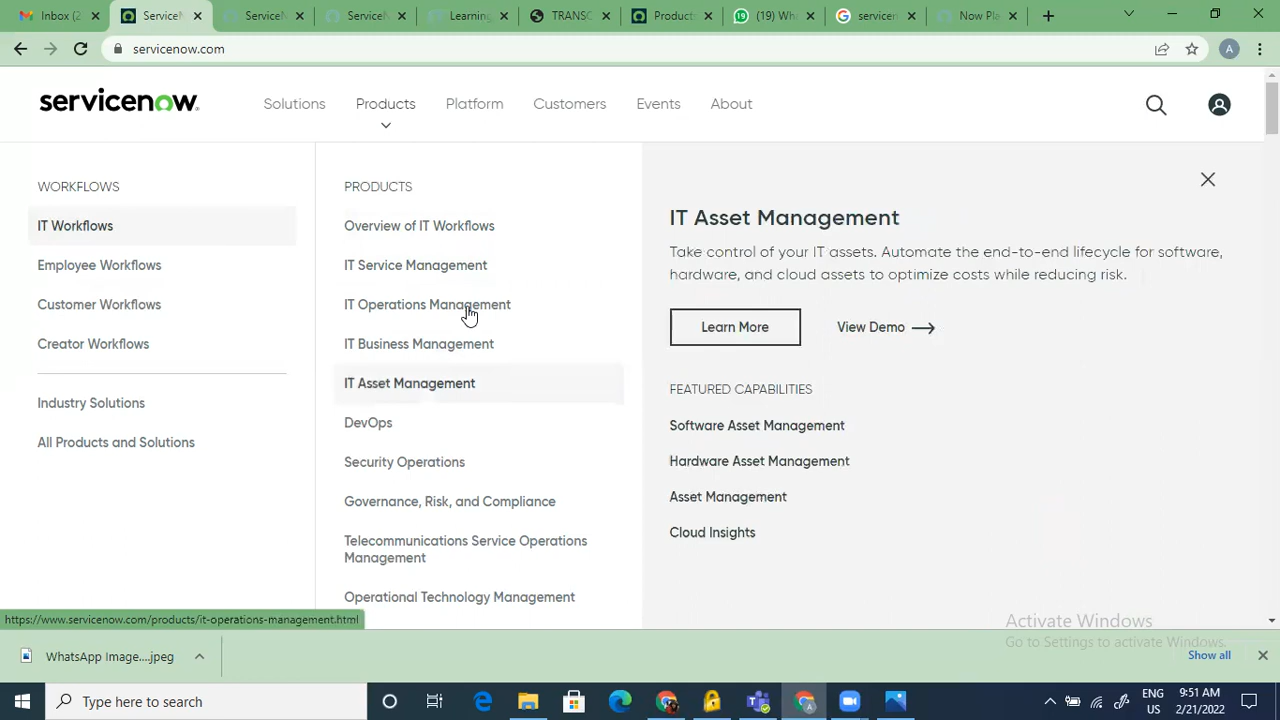 Inbox (2
ServiceN
ServiceN
ServiceN
Learning
TRANSC
Products
(19) Wha
servicen
Now Pla
servicenow.com
A
servicenow
Solutions
Products
Platform
Customers
Events
About
WORKFLOWS
IT Workflows
Employee Workflows
Customer Workflows
Creator Workflows
Industry Solutions
All Products and Solutions
PRODUCTS
Overview of IT Workflows
IT Service Management
IT Operations Management
IT Business Management
IT Asset Management
DevOps
Security Operations
Governance, Risk, and Compliance
Telecommunications Service Operations
Management
Operational Technology Management
IT Asset Management
Take control of your IT assets. Automate the end-to-end lifecycle for software,
hardware, and cloud assets to optimize costs while reducing risk.
Learn More
View Demo
FEATURED CAPABILITIES
Software Asset Management
Hardware Asset Management
Asset Management
Cloud Insights
https://www.servicenow.com/products/it-operations-management.html
Activate Windows
Go to Settings to activate Windows.
WhatsApp Image....jpeg
Show all
Type here to search
ENG
US
9:51 AM
2/21/2022